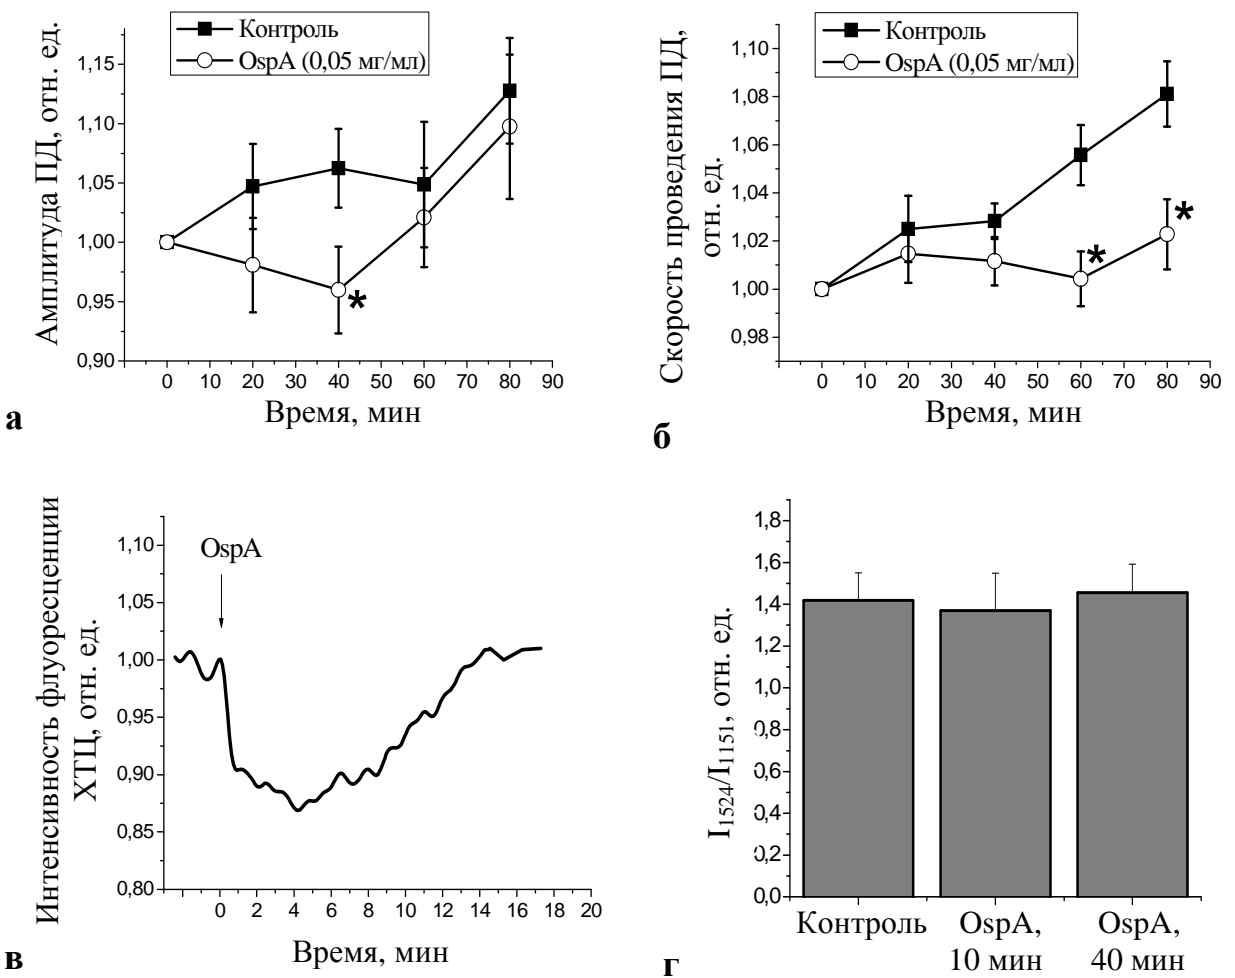 Контроль
OspA (0,05 мг/мл)
Амплитуда ПД, отн. ед.
1,15
1,10
1,05
1,00
0,95
0,90
0 10 20 30 40 50 60 70 80 90
Время, мин
*
а
Контроль
OspA (0,05 мг/мл)
Скорость проведения ПД,
отн. ед.
1,10
1,08
1,06
1,04
1,02
1,00
0,98
0 10 20 30 40 50 60 70 80 90
Время, мин
*
*
б
Интенсивность флуоресценции
ХТЦ, отн. ед.
OspA
1,10
1,05
1,00
0,95
0,90
0,85
0,80
0 2 4 6 8 10 12 14 16 18 20
Время, мин
в
I1524/I1151, отн. ед.
1,8
1,6
1,4
1,2
1,0
0,8
0,6
0,4
0,2
0,0
Контроль
OspA,
10 мин
OspA,
40 мин
г